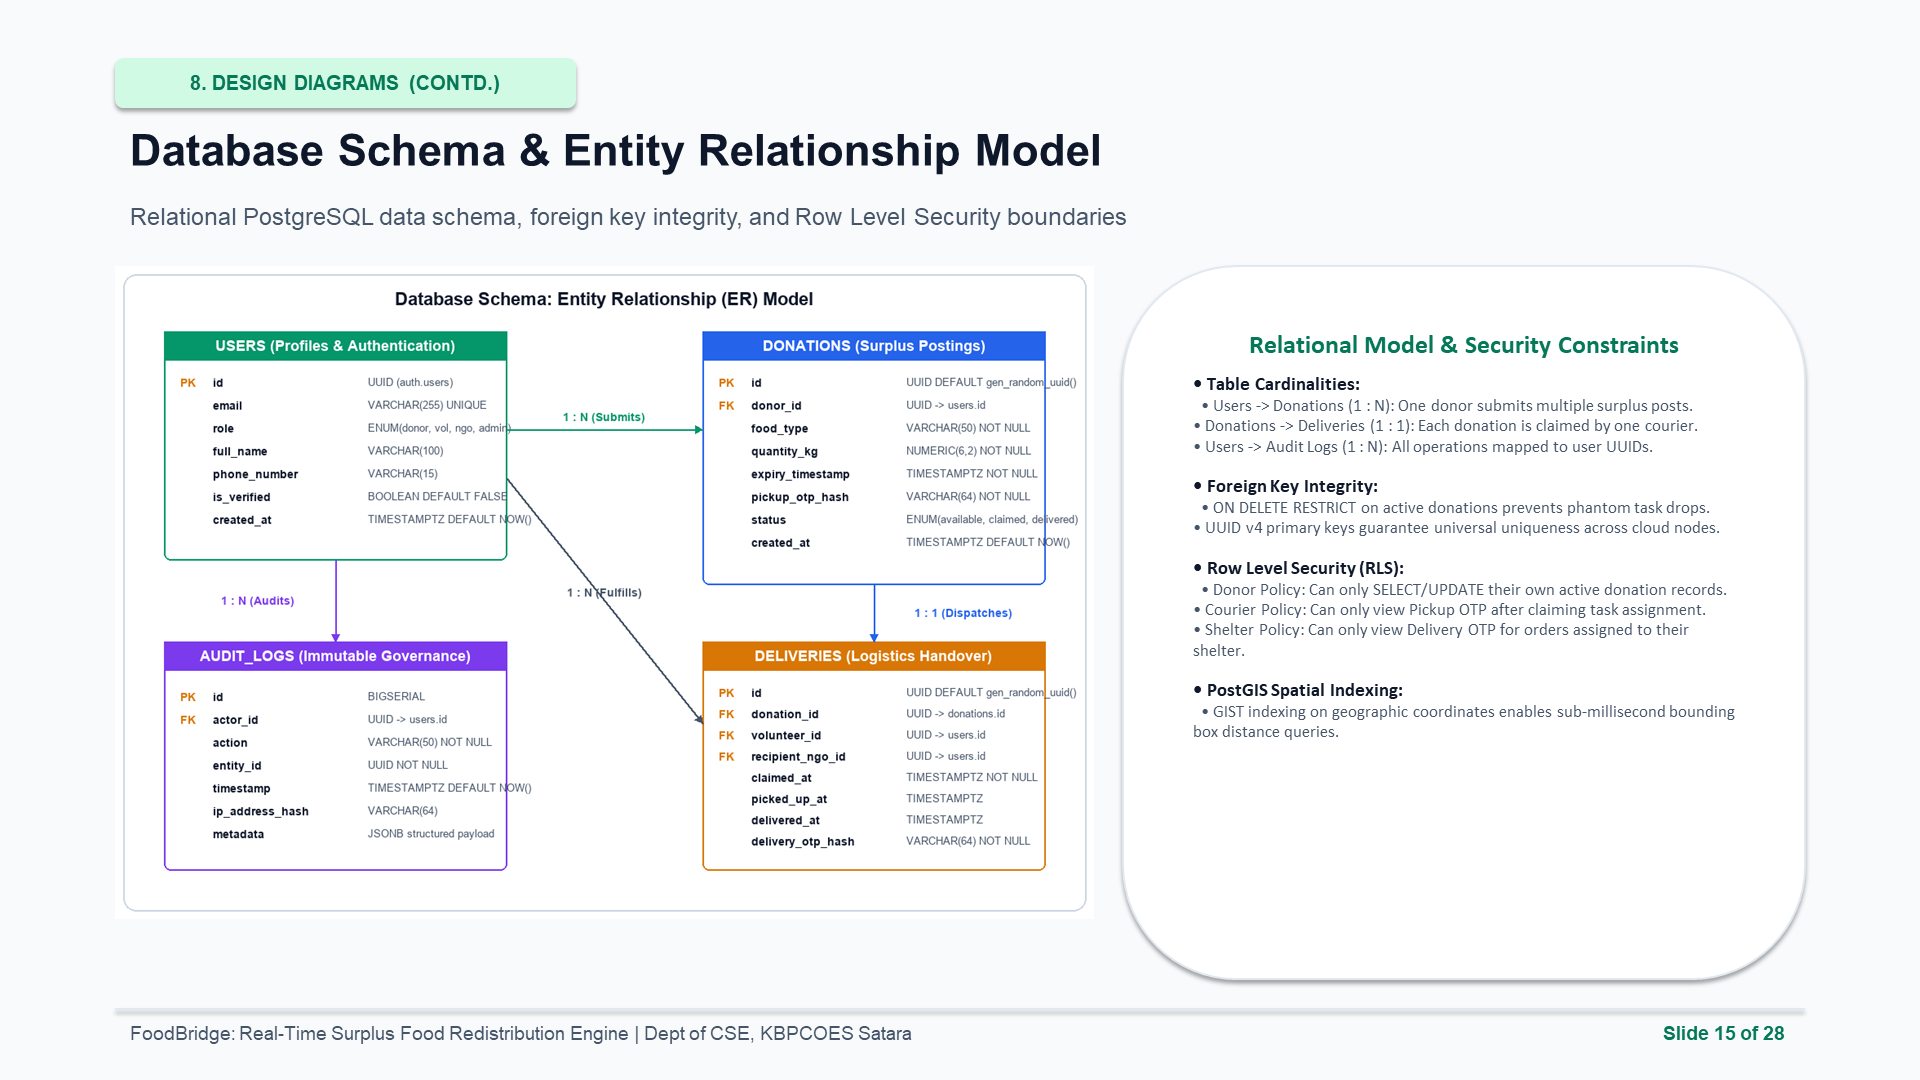 8. DESIGN DIAGRAMS (CONTD.)
Database Schema & Entity Relationship Model
Relational PostgreSQL data schema, foreign key integrity, and Row Level Security boundaries
Database Schema: Entity Relationship (ER) Model
USERS (Profiles & Authentication)
PK id UUID (auth.users)
email VARCHAR(255) UNIQUE
role ENUM(donor, vol, ngo, admin)
full_name VARCHAR(100)
phone_number VARCHAR(15)
is_verified BOOLEAN DEFAULT FALSE
created_at TIMESTAMPTZ DEFAULT NOW()
1 : N (Submits)
DONATIONS (Surplus Postings)
PK id UUID DEFAULT gen_random_uuid()
FK donor_id UUID -> users.id
food_type VARCHAR(50) NOT NULL
quantity_kg NUMERIC(6,2) NOT NULL
expiry_timestamp TIMESTAMPTZ NOT NULL
pickup_otp_hash VARCHAR(64) NOT NULL
status ENUM(available, claimed, delivered)
created_at TIMESTAMPTZ DEFAULT NOW()
1 : N (Audits)
1 : N (Fulfills)
1 : 1 (Dispatches)
AUDIT_LOGS (Immutable Governance)
PK id BIGSERIAL
FK actor_id UUID -> users.id
action VARCHAR(50) NOT NULL
entity_id UUID NOT NULL
timestamp TIMESTAMPTZ DEFAULT NOW()
ip_address_hash VARCHAR(64)
metadata JSONB structured payload
DELIVERIES (Logistics Handover)
PK id UUID DEFAULT gen_random_uuid()
FK donation_id UUID -> donations.id
FK volunteer_id UUID -> users.id
FK recipient_ngo_id UUID -> users.id
claimed_at TIMESTAMPTZ NOT NULL
picked_up_at TIMESTAMPTZ
delivered_at TIMESTAMPTZ
delivery_otp_hash VARCHAR(64) NOT NULL
Relational Model & Security Constraints
• Table Cardinalities:
• Users -> Donations (1 : N): One donor submits multiple surplus posts.
• Donations -> Deliveries (1 : 1): Each donation is claimed by one courier.
• Users -> Audit Logs (1 : N): All operations mapped to user UUIDs.
• Foreign Key Integrity:
• ON DELETE RESTRICT on active donations prevents phantom task drops.
• UUID v4 primary keys guarantee universal uniqueness across cloud nodes.
• Row Level Security (RLS):
• Donor Policy: Can only SELECT/UPDATE their own active donation records.
• Courier Policy: Can only view Pickup OTP after claiming task assignment.
• Shelter Policy: Can only view Delivery OTP for orders assigned to their
shelter.
• PostGIS Spatial Indexing:
• GIST indexing on geographic coordinates enables sub-millisecond bounding
box distance queries.
FoodBridge: Real-Time Surplus Food Redistribution Engine | Dept of CSE, KBPCOES Satara
Slide 15 of 28